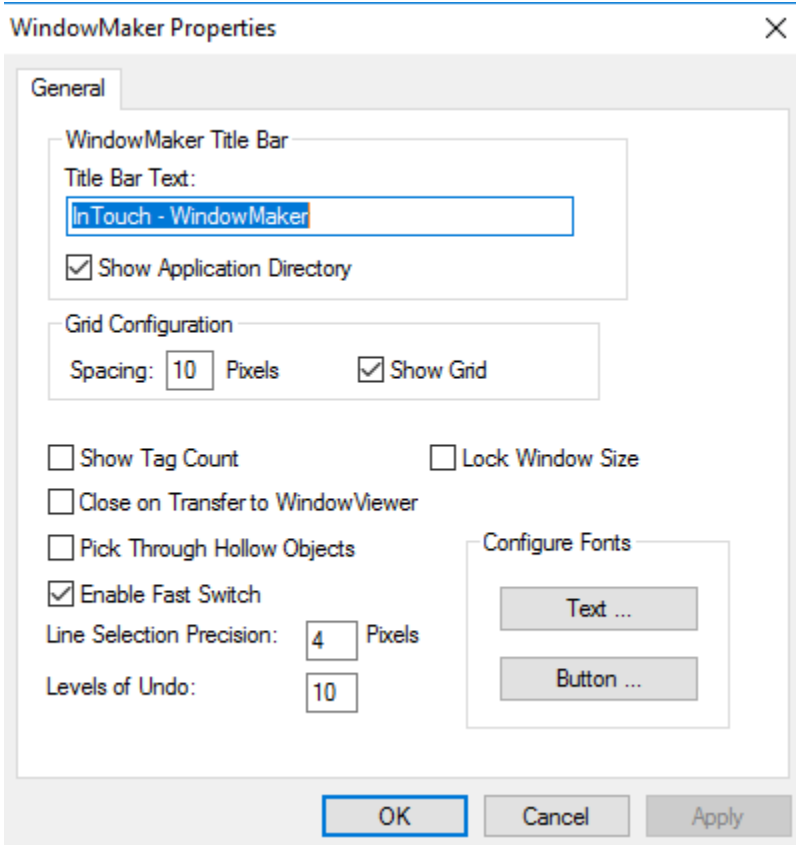 WindowMaker Properties
General
WindowMaker Title Bar
Title Bar Text:
InTouch - WindowMaker
Show Application Directory
Grid Configuration
Spacing: 10 Pixels Show Grid
Show Tag Count Lock Window Size
Close on Transfer to WindowViewer
Pick Through Hollow Objects
Configure Fonts
Enable Fast Switch
Text ...
Line Selection Precision: 4 Pixels
Button ...
Levels of Undo: 10
OK Cancel Apply